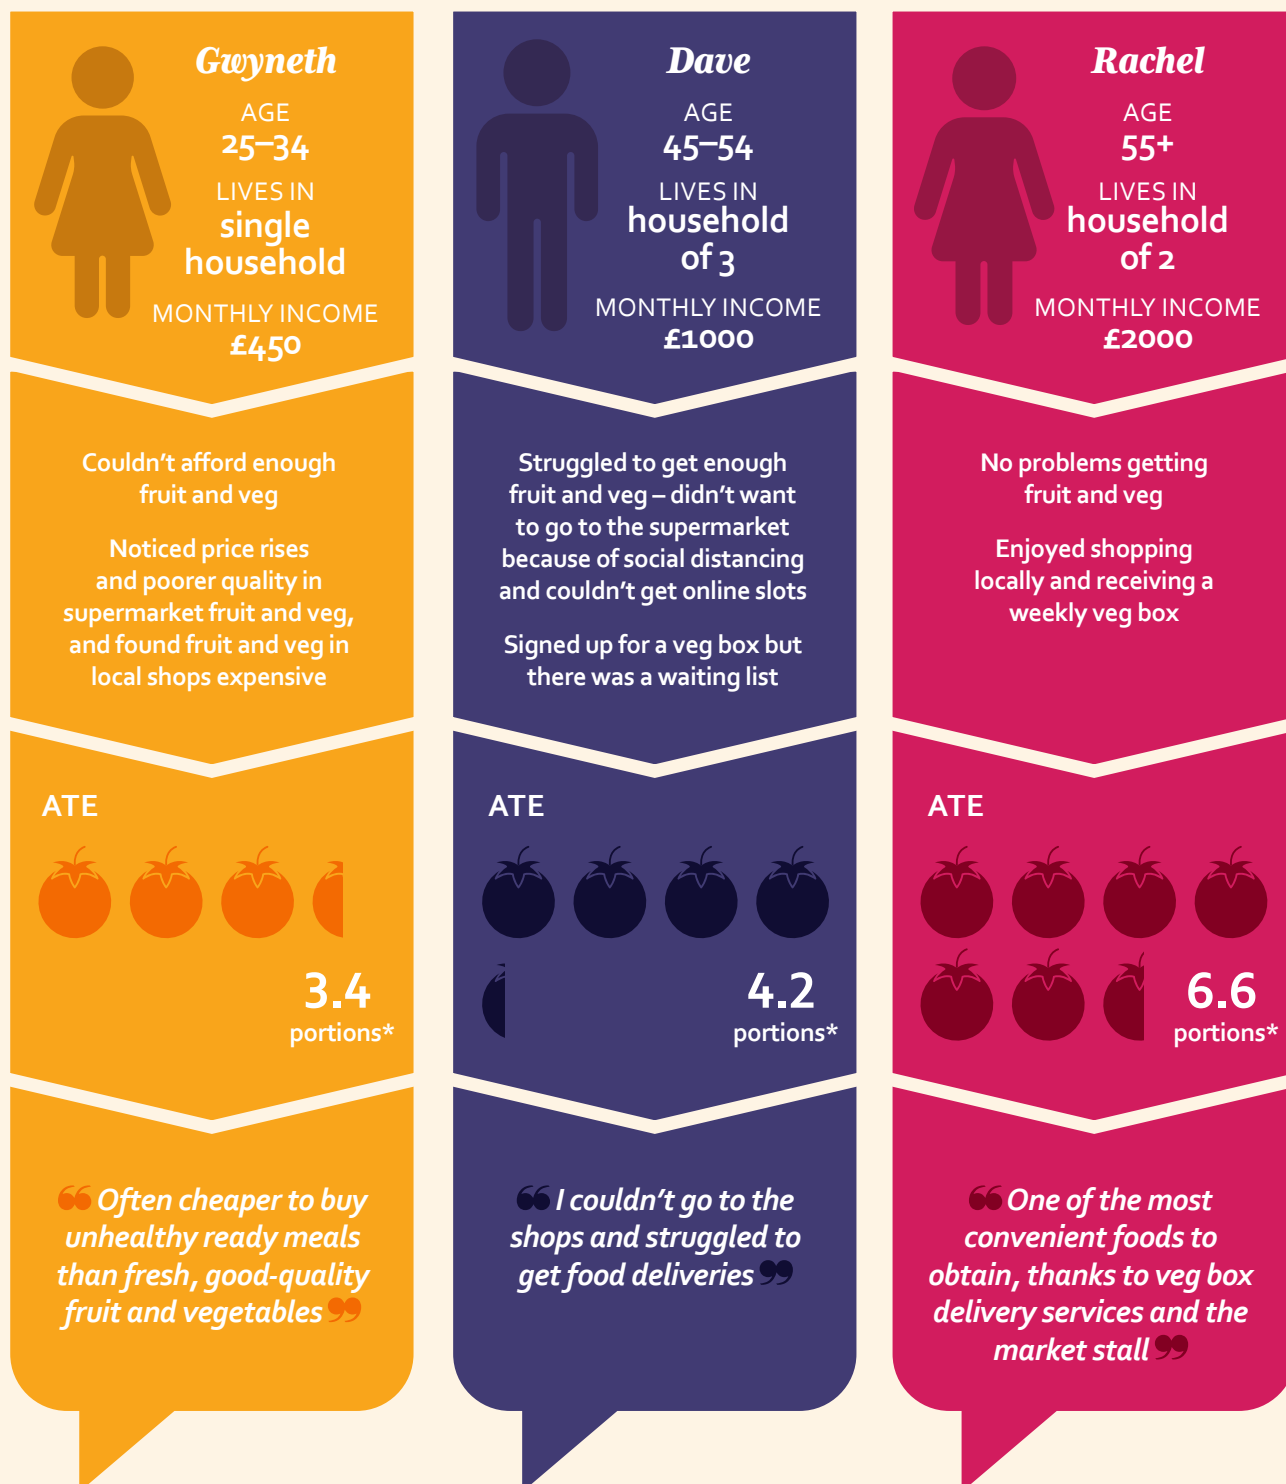 Gwyneth
AGE
25–34
LIVES IN
single
household
MONTHLY INCOME
£450
Couldn’t afford enough
fruit and veg
Noticed price rises
and poorer quality in
supermarket fruit and veg,
and found fruit and veg in
local shops expensive
ATE
3.4
portions*
“Often cheaper to buy
unhealthy ready meals
than fresh, good-quality
fruit and vegetables”
Dave
AGE
45–54
LIVES IN
household
of 3
MONTHLY INCOME
£1000
Struggled to get enough
fruit and veg – didn’t want
to go to the supermarket
because of social distancing
and couldn’t get online slots
Signed up for a veg box but
there was a waiting list
ATE
4.2
portions*
“I couldn’t go to the
shops and struggled to
get food deliveries”
Rachel
AGE
55+
LIVES IN
household
of 2
MONTHLY INCOME
£2000
No problems getting
fruit and veg
Enjoyed shopping
locally and receiving a
weekly veg box
ATE
6.6
portions*
“One of the most
convenient foods to
obtain, thanks to veg box
delivery services and the
market stall”